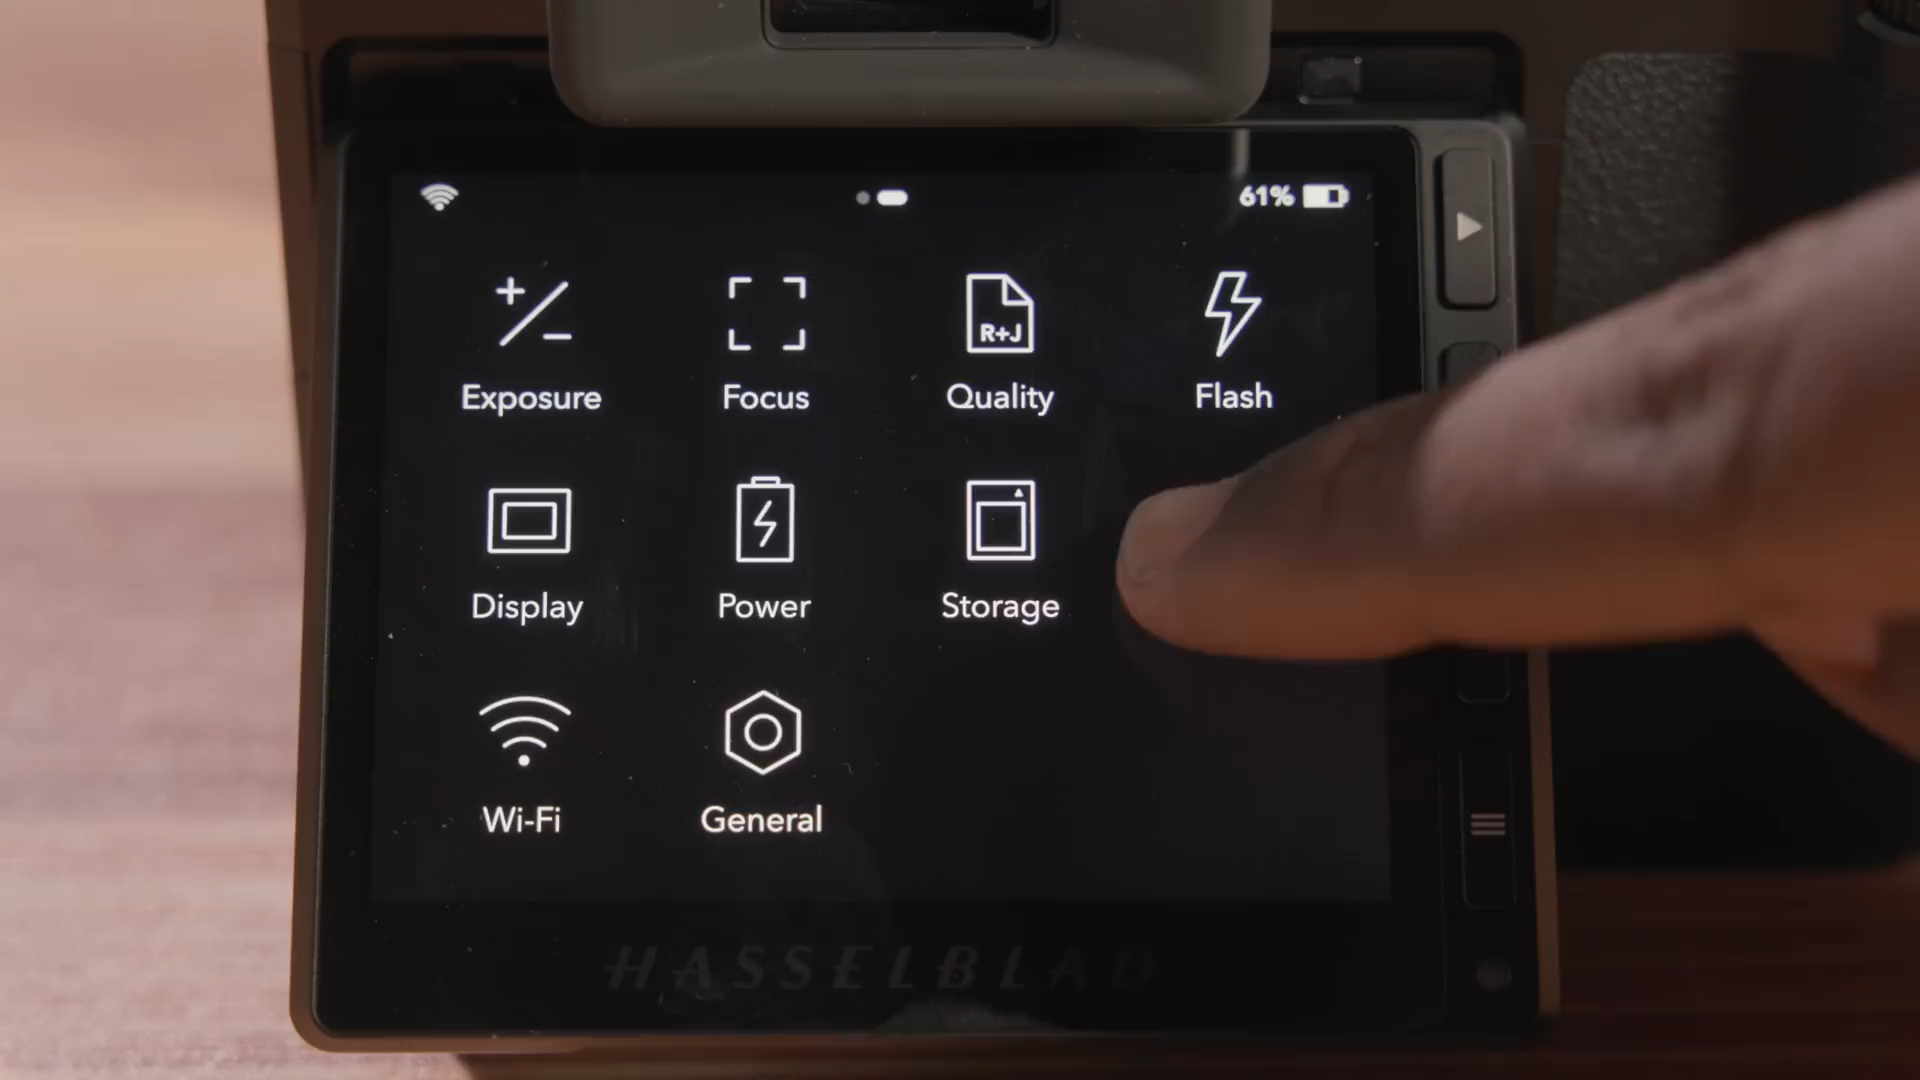 61%
R+J
Exposure Focus Quality Flash
Display Power Storage
Wi-Fi General
HASSELBLAD